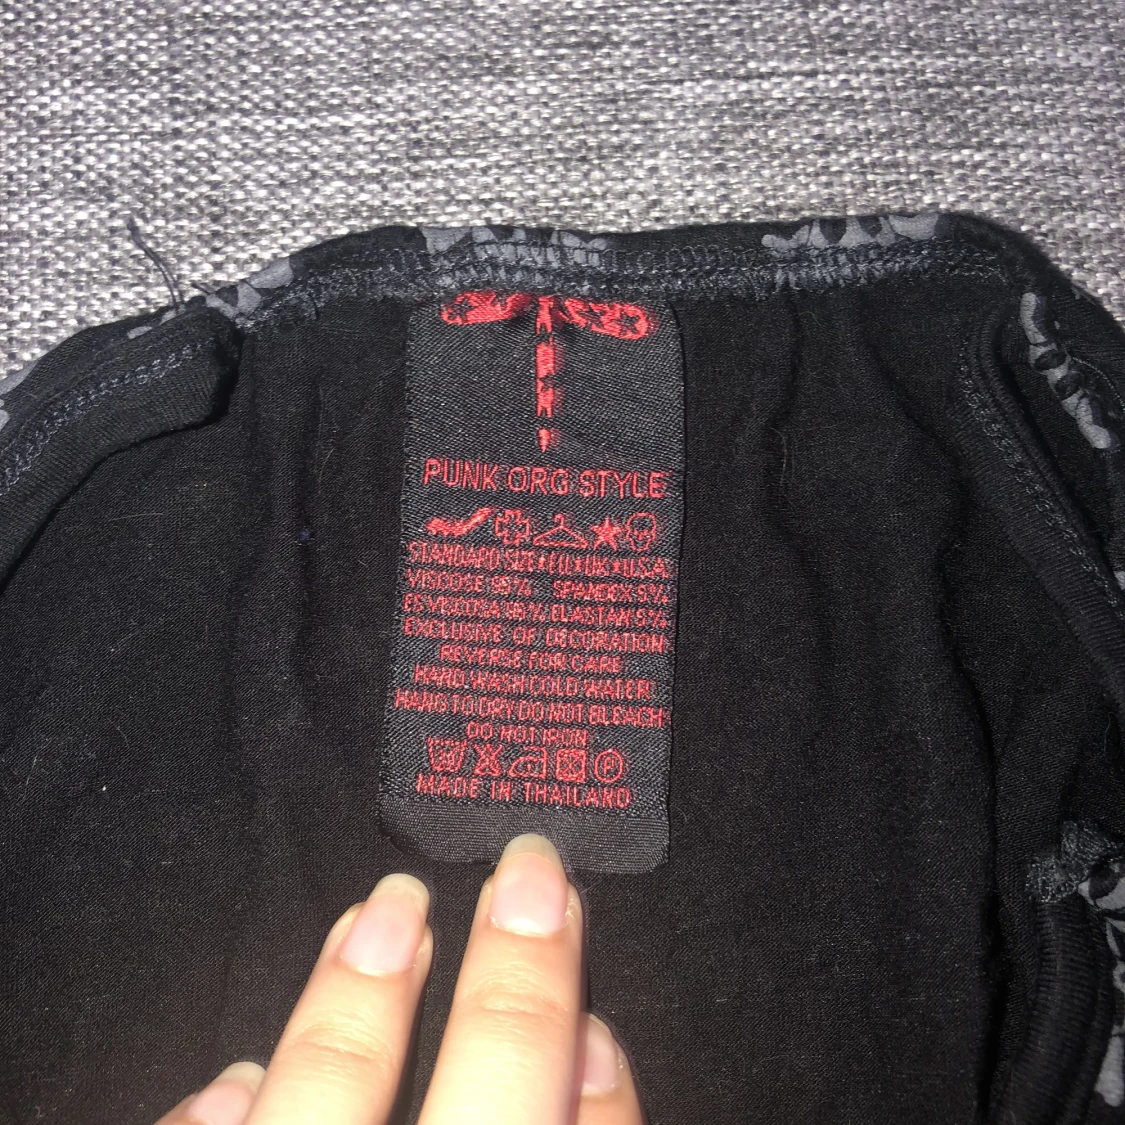 PUNK ORG STYLE
STANDARD SIZE★EU★UK★U.S.A
VISCOSE 95% SPANDEX 5%
ES VISCOSA 95% ELASTAN 5%
EXCLUSIVE OF DECORATION
REVERSE FOR CARE
HAND WASH COLD WATER
HANG TO DRY DO NOT BLEACH
DO NOT IRON
P
MADE IN THAILAND